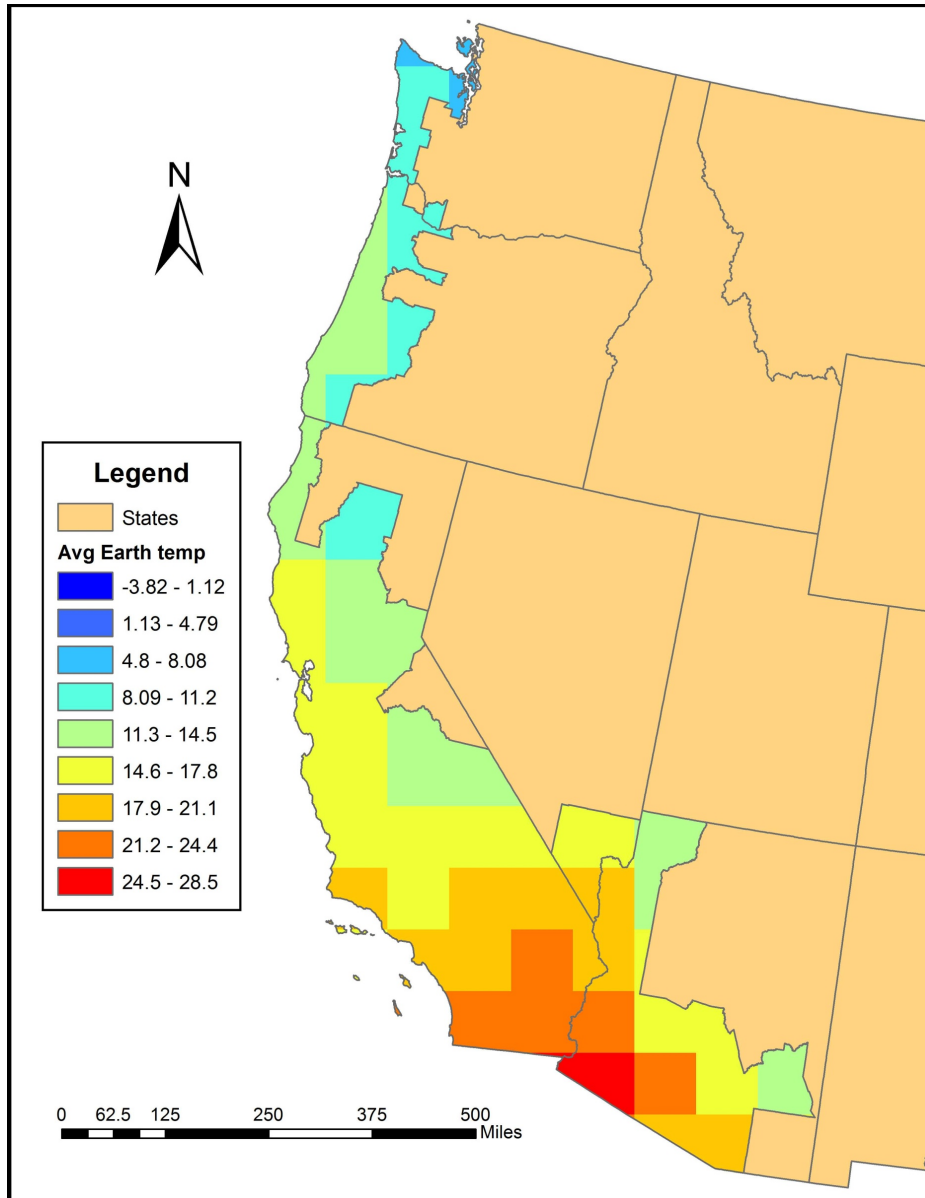 N
Legend
States
Avg Earth temp
-3.82 - 1.12
1.13 - 4.79
4.8 - 8.08
8.09 - 11.2
11.3 - 14.5
14.6 - 17.8
17.9 - 21.1
21.2 - 24.4
24.5 - 28.5
0 62.5 125 250 375 500
Miles